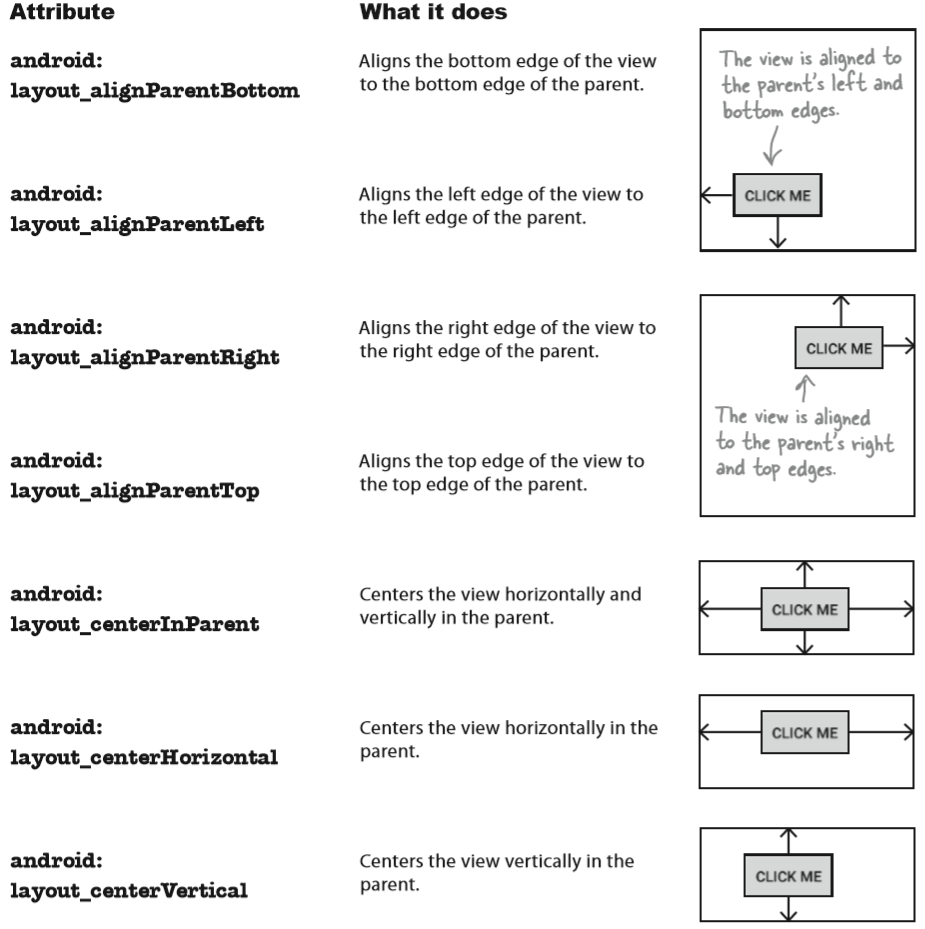 Attribute
What it does
android:
layout_alignParentBottom
Aligns the bottom edge of the view
to the bottom edge of the parent.
The view is aligned to
the parent's left and
bottom edges.
CLICK ME
android:
layout_alignParentLeft
Aligns the left edge of the view to
the left edge of the parent.
android:
layout_alignParentRight
Aligns the right edge of the view to
the right edge of the parent.
CLICK ME
The view is aligned
to the parent's right
and top edges.
android:
layout_alignParentTop
Aligns the top edge of the view to
the top edge of the parent.
android:
layout_centerInParent
Centers the view horizontally and
vertically in the parent.
CLICK ME
android:
layout_centerHorizontal
Centers the view horizontally in the
parent.
CLICK ME
android:
layout_centerVertical
Centers the view vertically in the
parent.
CLICK ME